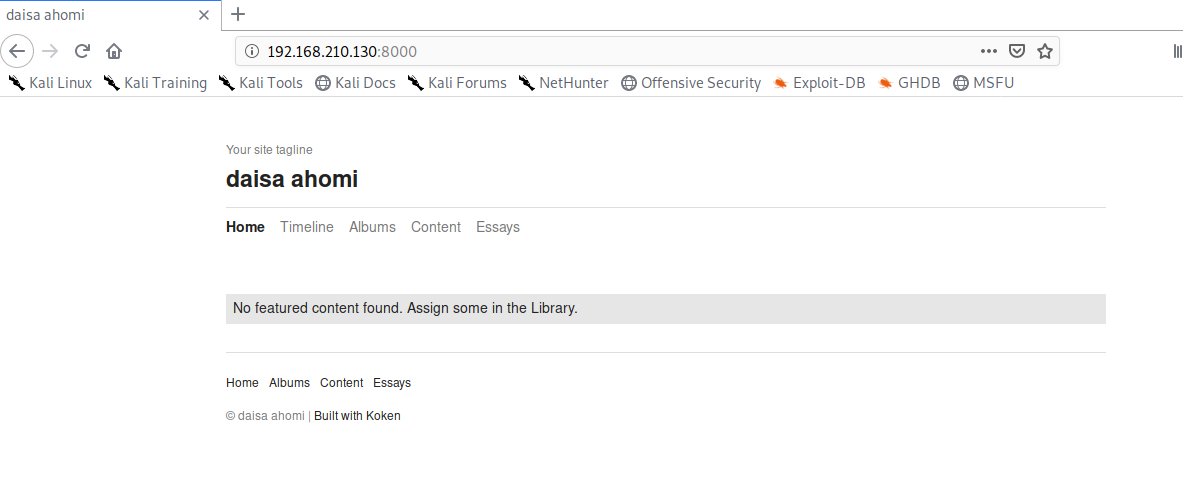 daisa ahomi
192.168.210.130:8000
Kali Linux Kali Training Kali Tools Kali Docs Kali Forums NetHunter Offensive Security Exploit-DB GHDB MSFU
Your site tagline
daisa ahomi
Home Timeline Albums Content Essays
No featured content found. Assign some in the Library.
Home Albums Content Essays
© daisa ahomi | Built with Koken